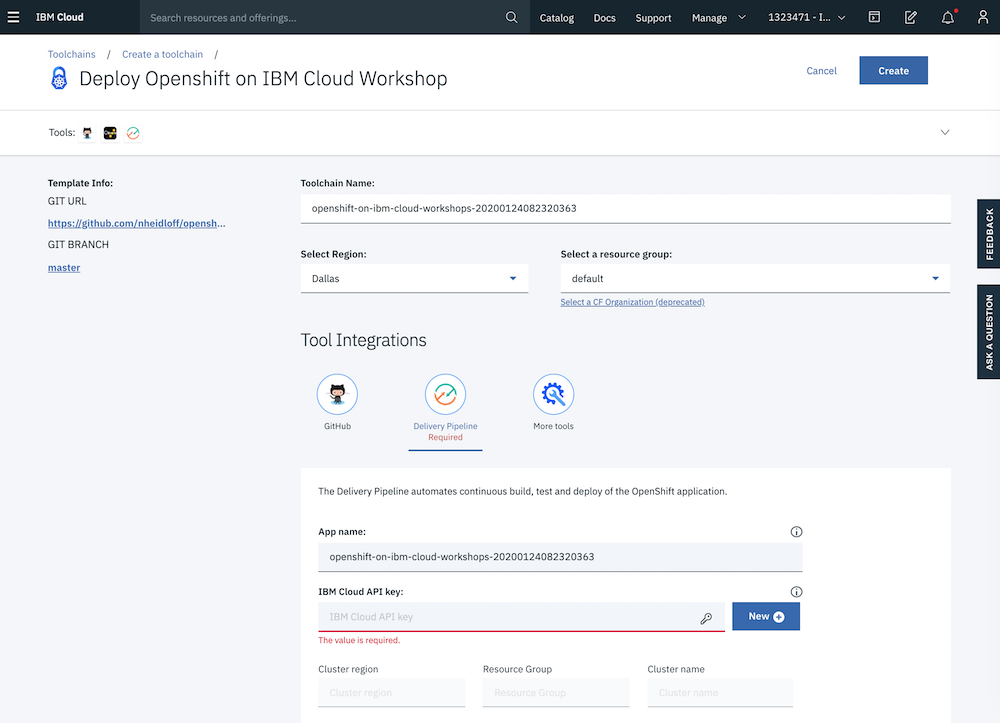 IBM Cloud
Search resources and offerings...
Catalog
Docs
Support
Manage
1323471 - I...
Toolchains / Create a toolchain /
Deploy Openshift on IBM Cloud Workshop
Cancel
Create
Tools:
Template Info:
GIT URL
https://github.com/nheidloff/opensh...
GIT BRANCH
master
Toolchain Name:
openshift-on-ibm-cloud-workshops-20200124082320363
Select Region:
Dallas
Select a resource group:
default
Select a CF Organization (deprecated)
FEEDBACK
ASK A QUESTION
Tool Integrations
GitHub
Delivery Pipeline
Required
More tools
The Delivery Pipeline automates continuous build, test and deploy of the OpenShift application.
App name:
openshift-on-ibm-cloud-workshops-20200124082320363
IBM Cloud API key:
IBM Cloud API key
New
The value is required.
Cluster region
Resource Group
Cluster name
Cluster region
Resource Group
Cluster name